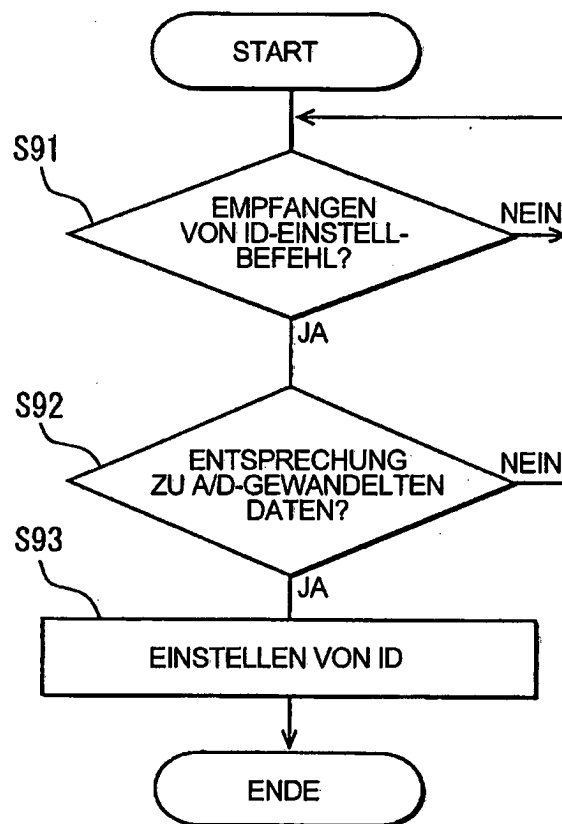 START
S91
EMPFANGEN
VON ID-EINSTELL-
BEFEHL?
NEIN
JA
S92
ENTSPRECHUNG
ZU A/D-GEWANDELTEN
DATEN?
NEIN
JA
S93
EINSTELLEN VON ID
ENDE